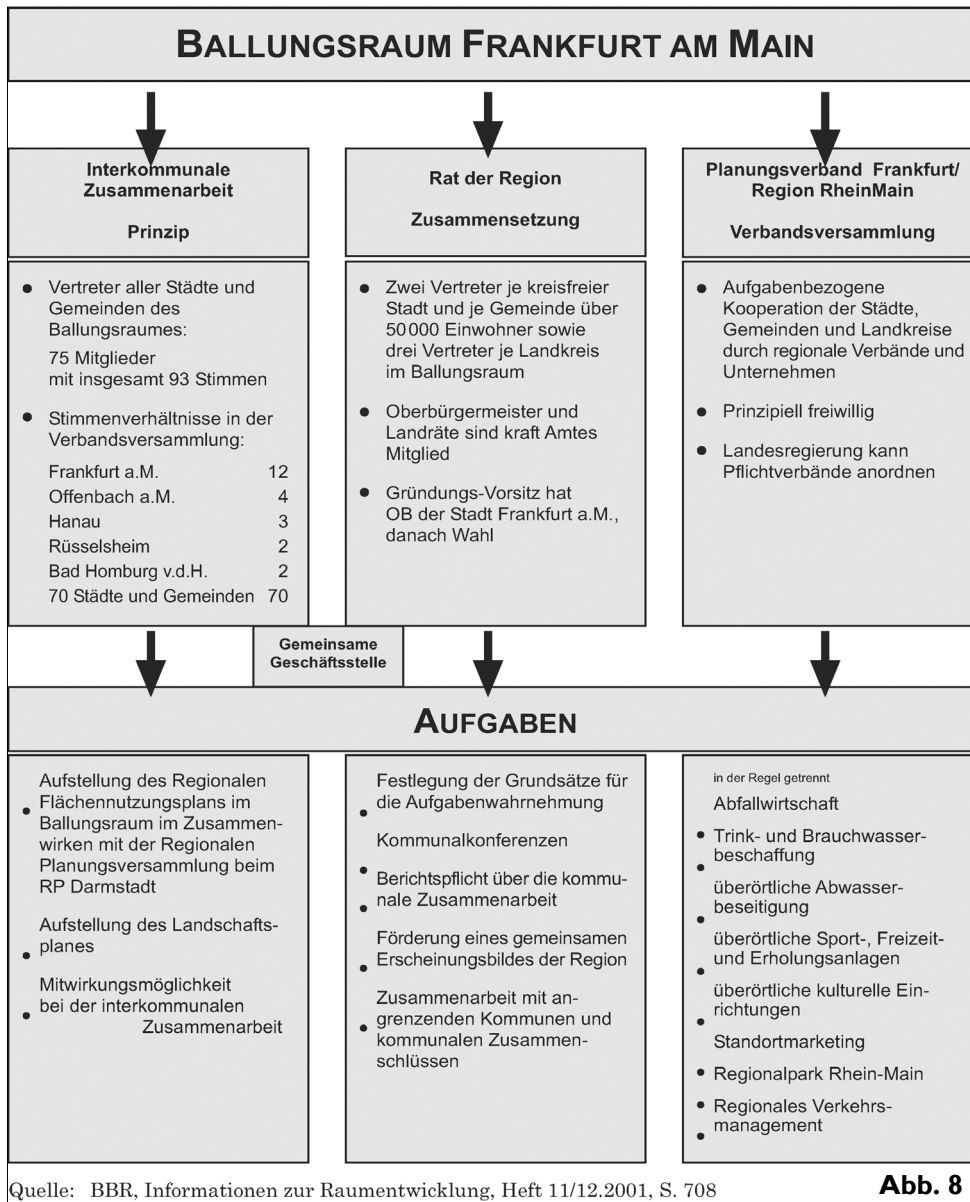 BALLUNGSRAUM FRANKFURT AM MAIN
Interkommunale
Zusammenarbeit
Prinzip
● Vertreter aller Städte und
Gemeinden des
Ballungsraumes:
75 Mitglieder
mit insgesamt 93 Stimmen
● Stimmenverhältnisse in der
Verbandsversammlung:
Frankfurt a.M. 12
Offenbach a.M. 4
Hanau 3
Rüsselsheim 2
Bad Homburg v.d.H. 2
70 Städte und Gemeinden 70
Rat der Region
Zusammensetzung
● Zwei Vertreter je kreisfreier
Stadt und je Gemeinde über
50 000 Einwohner sowie
drei Vertreter je Landkreis
im Ballungsraum
● Oberbürgermeister und
Landräte sind kraft Amtes
Mitglied
● Gründungs-Vorsitz hat
OB der Stadt Frankfurt a.M.,
danach Wahl
Planungsverband Frankfurt/
Region RheinMain
Verbandsversammlung
● Aufgabenbezogene
Kooperation der Städte,
Gemeinden und Landkreise
durch regionale Verbände und
Unternehmen
● Prinzipiell freiwillig
● Landesregierung kann
Pflichtverbände anordnen
Gemeinsame
Geschäftsstelle
AUFGABEN
Aufstellung des Regionalen
● Flächennutzungsplans im
Ballungsraum im Zusammen-
wirken mit der Regionalen
Planungsversammlung beim
RP Darmstadt
Aufstellung des Landschafts-
● planes
Mitwirkungsmöglichkeit
● bei der interkommunalen
Zusammenarbeit
Festlegung der Grundsätze für
● die Aufgabenwahrnehmung
Kommunalkonferenzen
● Berichtspflicht über die kommu-
● nale Zusammenarbeit
Förderung eines gemeinsamen
● Erscheinungsbildes der Region
Zusammenarbeit mit an-
● grenzenden Kommunen und
kommunalen Zusammen-
schlüssen
in der Regel getrennt
Abfallwirtschaft
● Trink- und Brauchwasser-
● beschaffung
überörtliche Abwasser-
● beseitigung
überörtliche Sport-, Freizeit-
● und Erholungsanlagen
überörtliche kulturelle Ein-
● richtungen
Standortmarketing
● Regionalpark Rhein-Main
● Regionales Verkehrs-
● management
Quelle: BBR, Informationen zur Raumentwicklung, Heft 11/12.2001, S. 708
Abb. 8